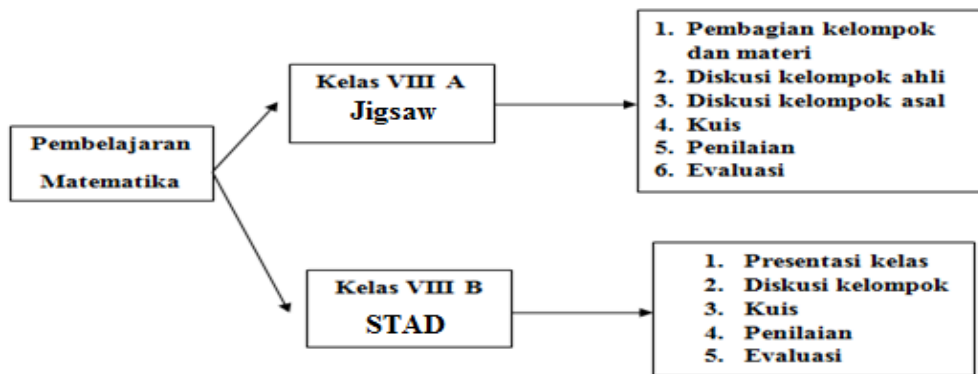 Pembelajaran
Matematika
Kelas VIII A
Jigsaw
1. Pembagian kelompok
dan materi
2. Diskusi kelompok ahli
3. Diskusi kelompok asal
4. Kuis
5. Penilaian
6. Evaluasi
Kelas VIII B
STAD
1. Presentasi kelas
2. Diskusi kelompok
3. Kuis
4. Penilaian
5. Evaluasi